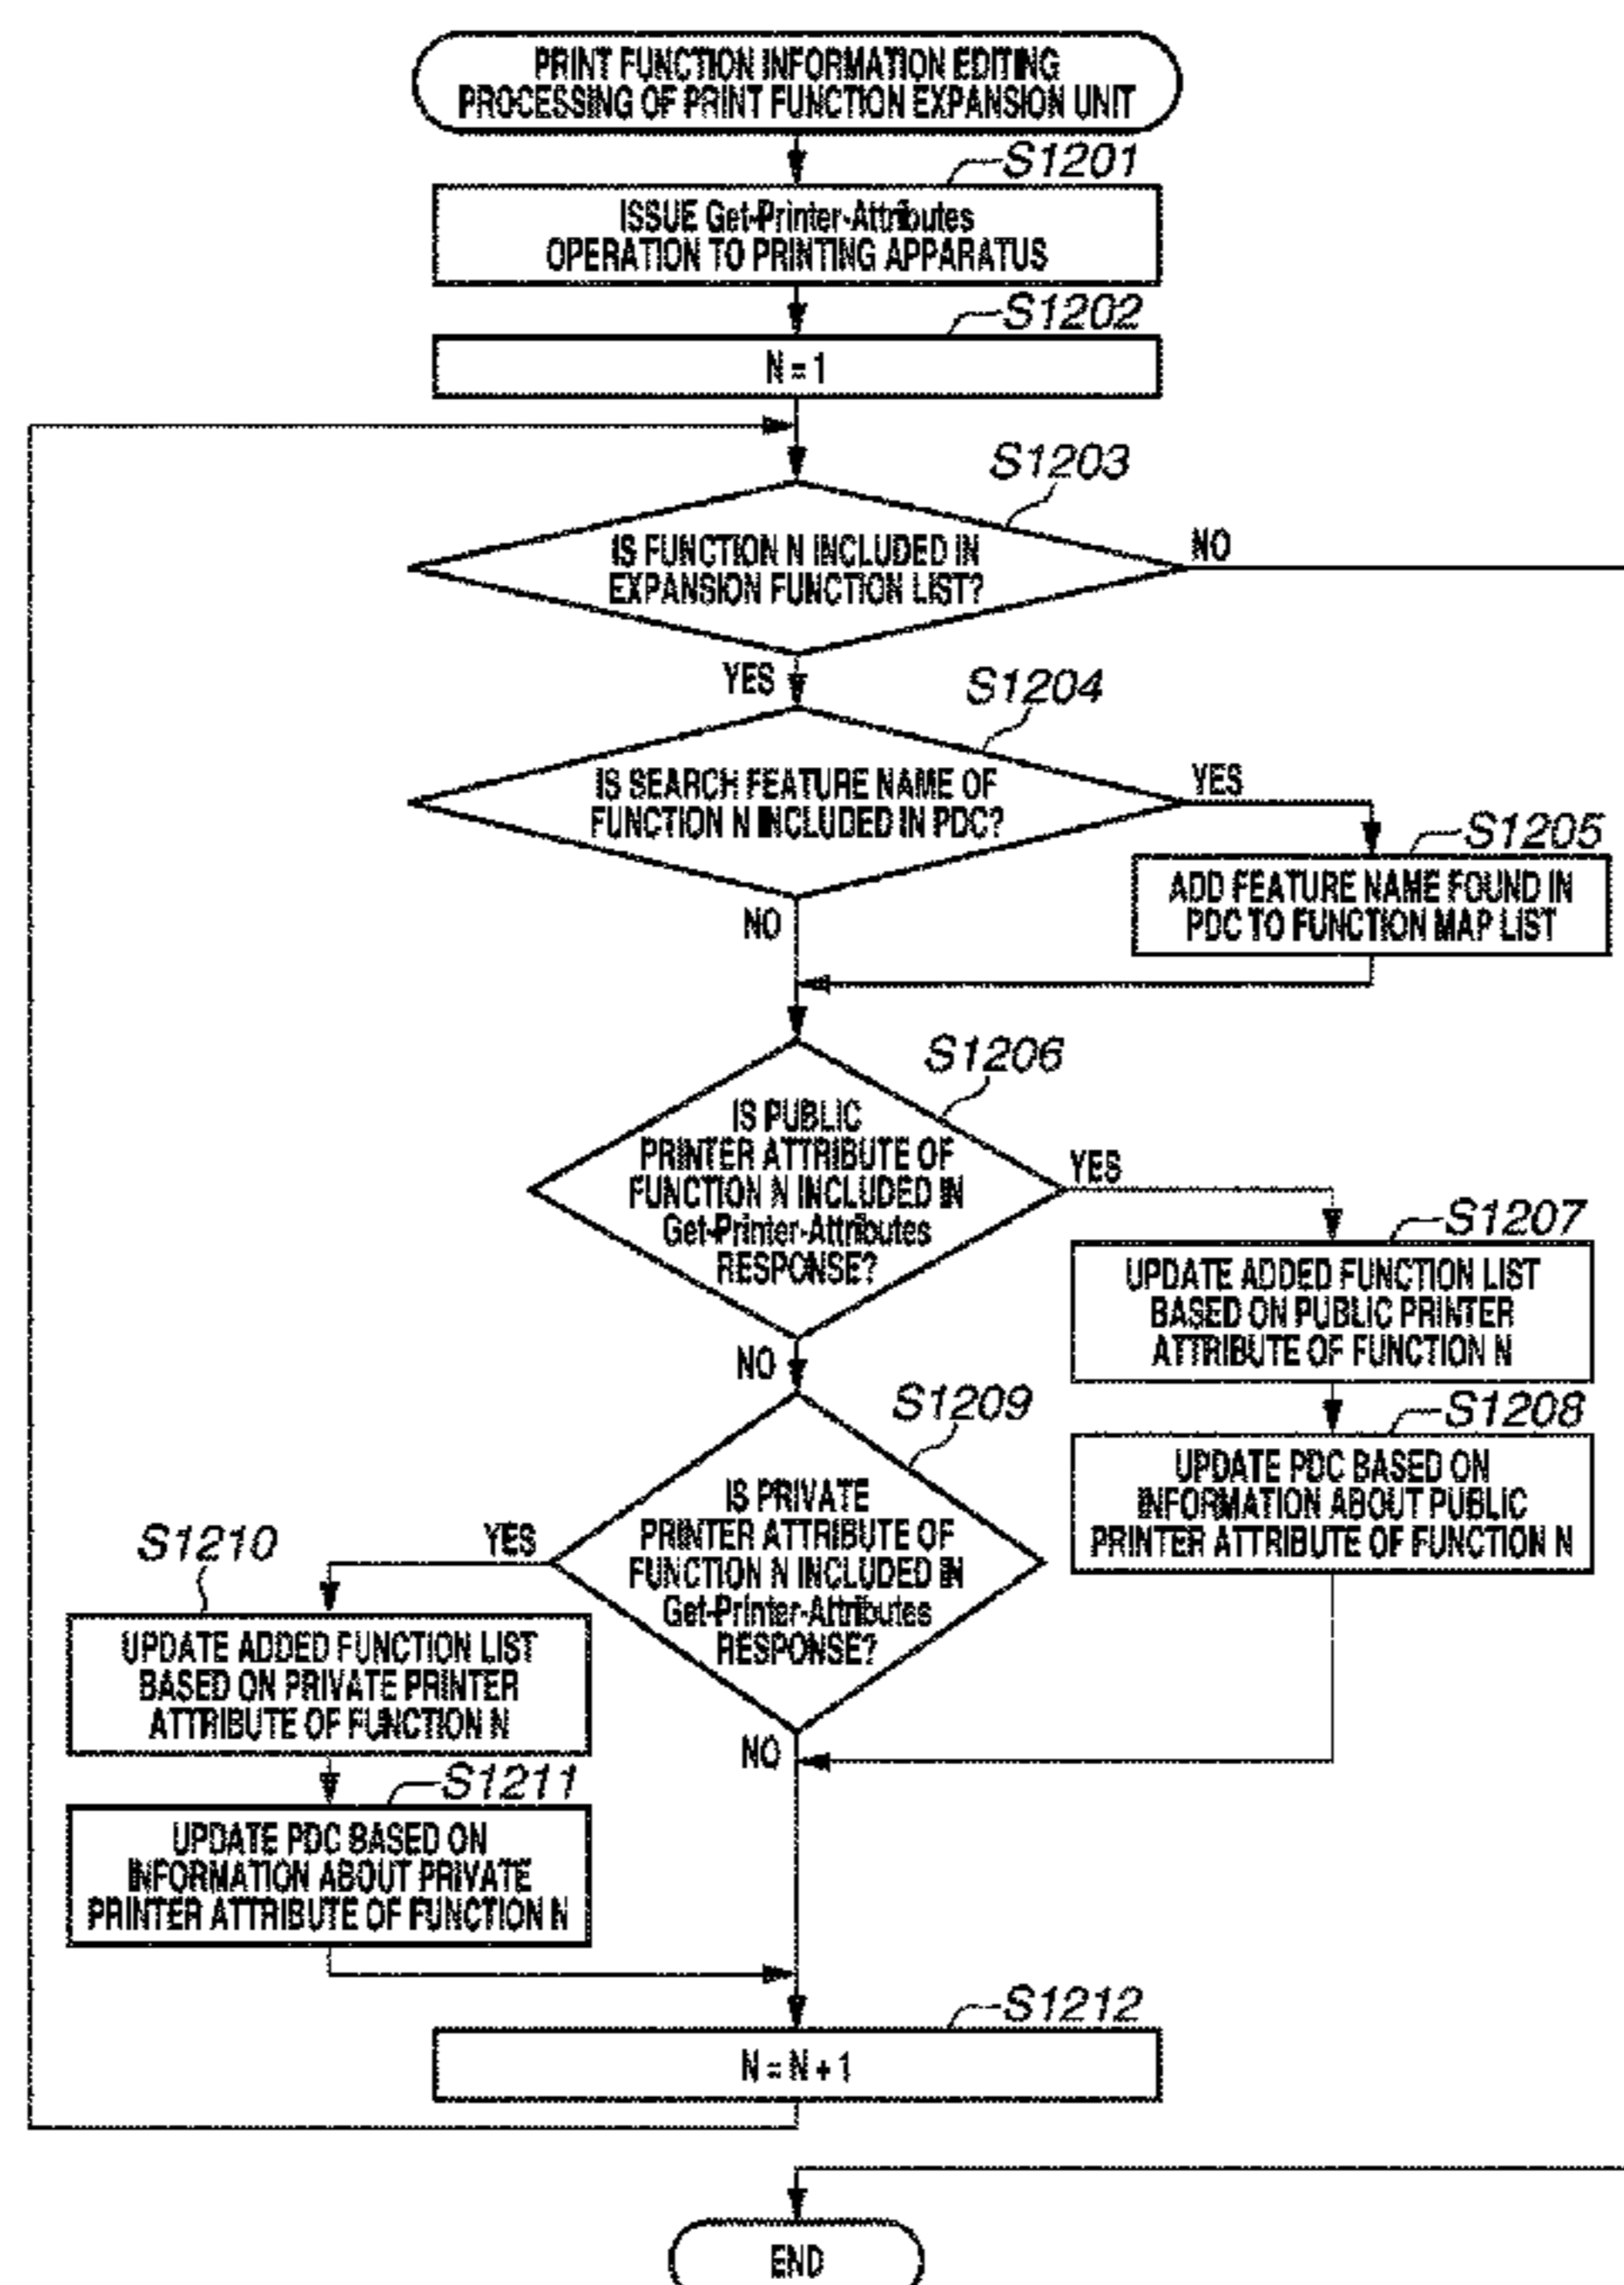 PRINT FUNCTION INFORMATION EDITING
PROCESSING OF PRINT FUNCTION EXPANSION UNIT
S1201
ISSUE Get-Printer-Attributes
OPERATION TO PRINTING APPARATUS
S1202
N = 1
S1203
IS FUNCTION N INCLUDED IN
EXPANSION FUNCTION LIST?
NO
YES
S1204
IS SEARCH FEATURE NAME OF
FUNCTION N INCLUDED IN PDC?
YES
S1205
ADD FEATURE NAME FOUND IN
PDC TO FUNCTION MAP LIST
NO
S1206
IS PUBLIC
PRINTER ATTRIBUTE OF
FUNCTION N INCLUDED IN
Get-Printer-Attributes
RESPONSE?
YES
S1207
UPDATE ADDED FUNCTION LIST
BASED ON PUBLIC PRINTER
ATTRIBUTE OF FUNCTION N
NO
S1208
UPDATE PDC BASED ON
INFORMATION ABOUT PUBLIC
PRINTER ATTRIBUTE OF FUNCTION N
S1209
IS PRIVATE
PRINTER ATTRIBUTE OF
FUNCTION N INCLUDED IN
Get-Printer-Attributes
RESPONSE?
YES
S1210
UPDATE ADDED FUNCTION LIST
BASED ON PRIVATE PRINTER
ATTRIBUTE OF FUNCTION N
NO
S1211
UPDATE PDC BASED ON
INFORMATION ABOUT PRIVATE
PRINTER ATTRIBUTE OF FUNCTION N
S1212
N = N + 1
END